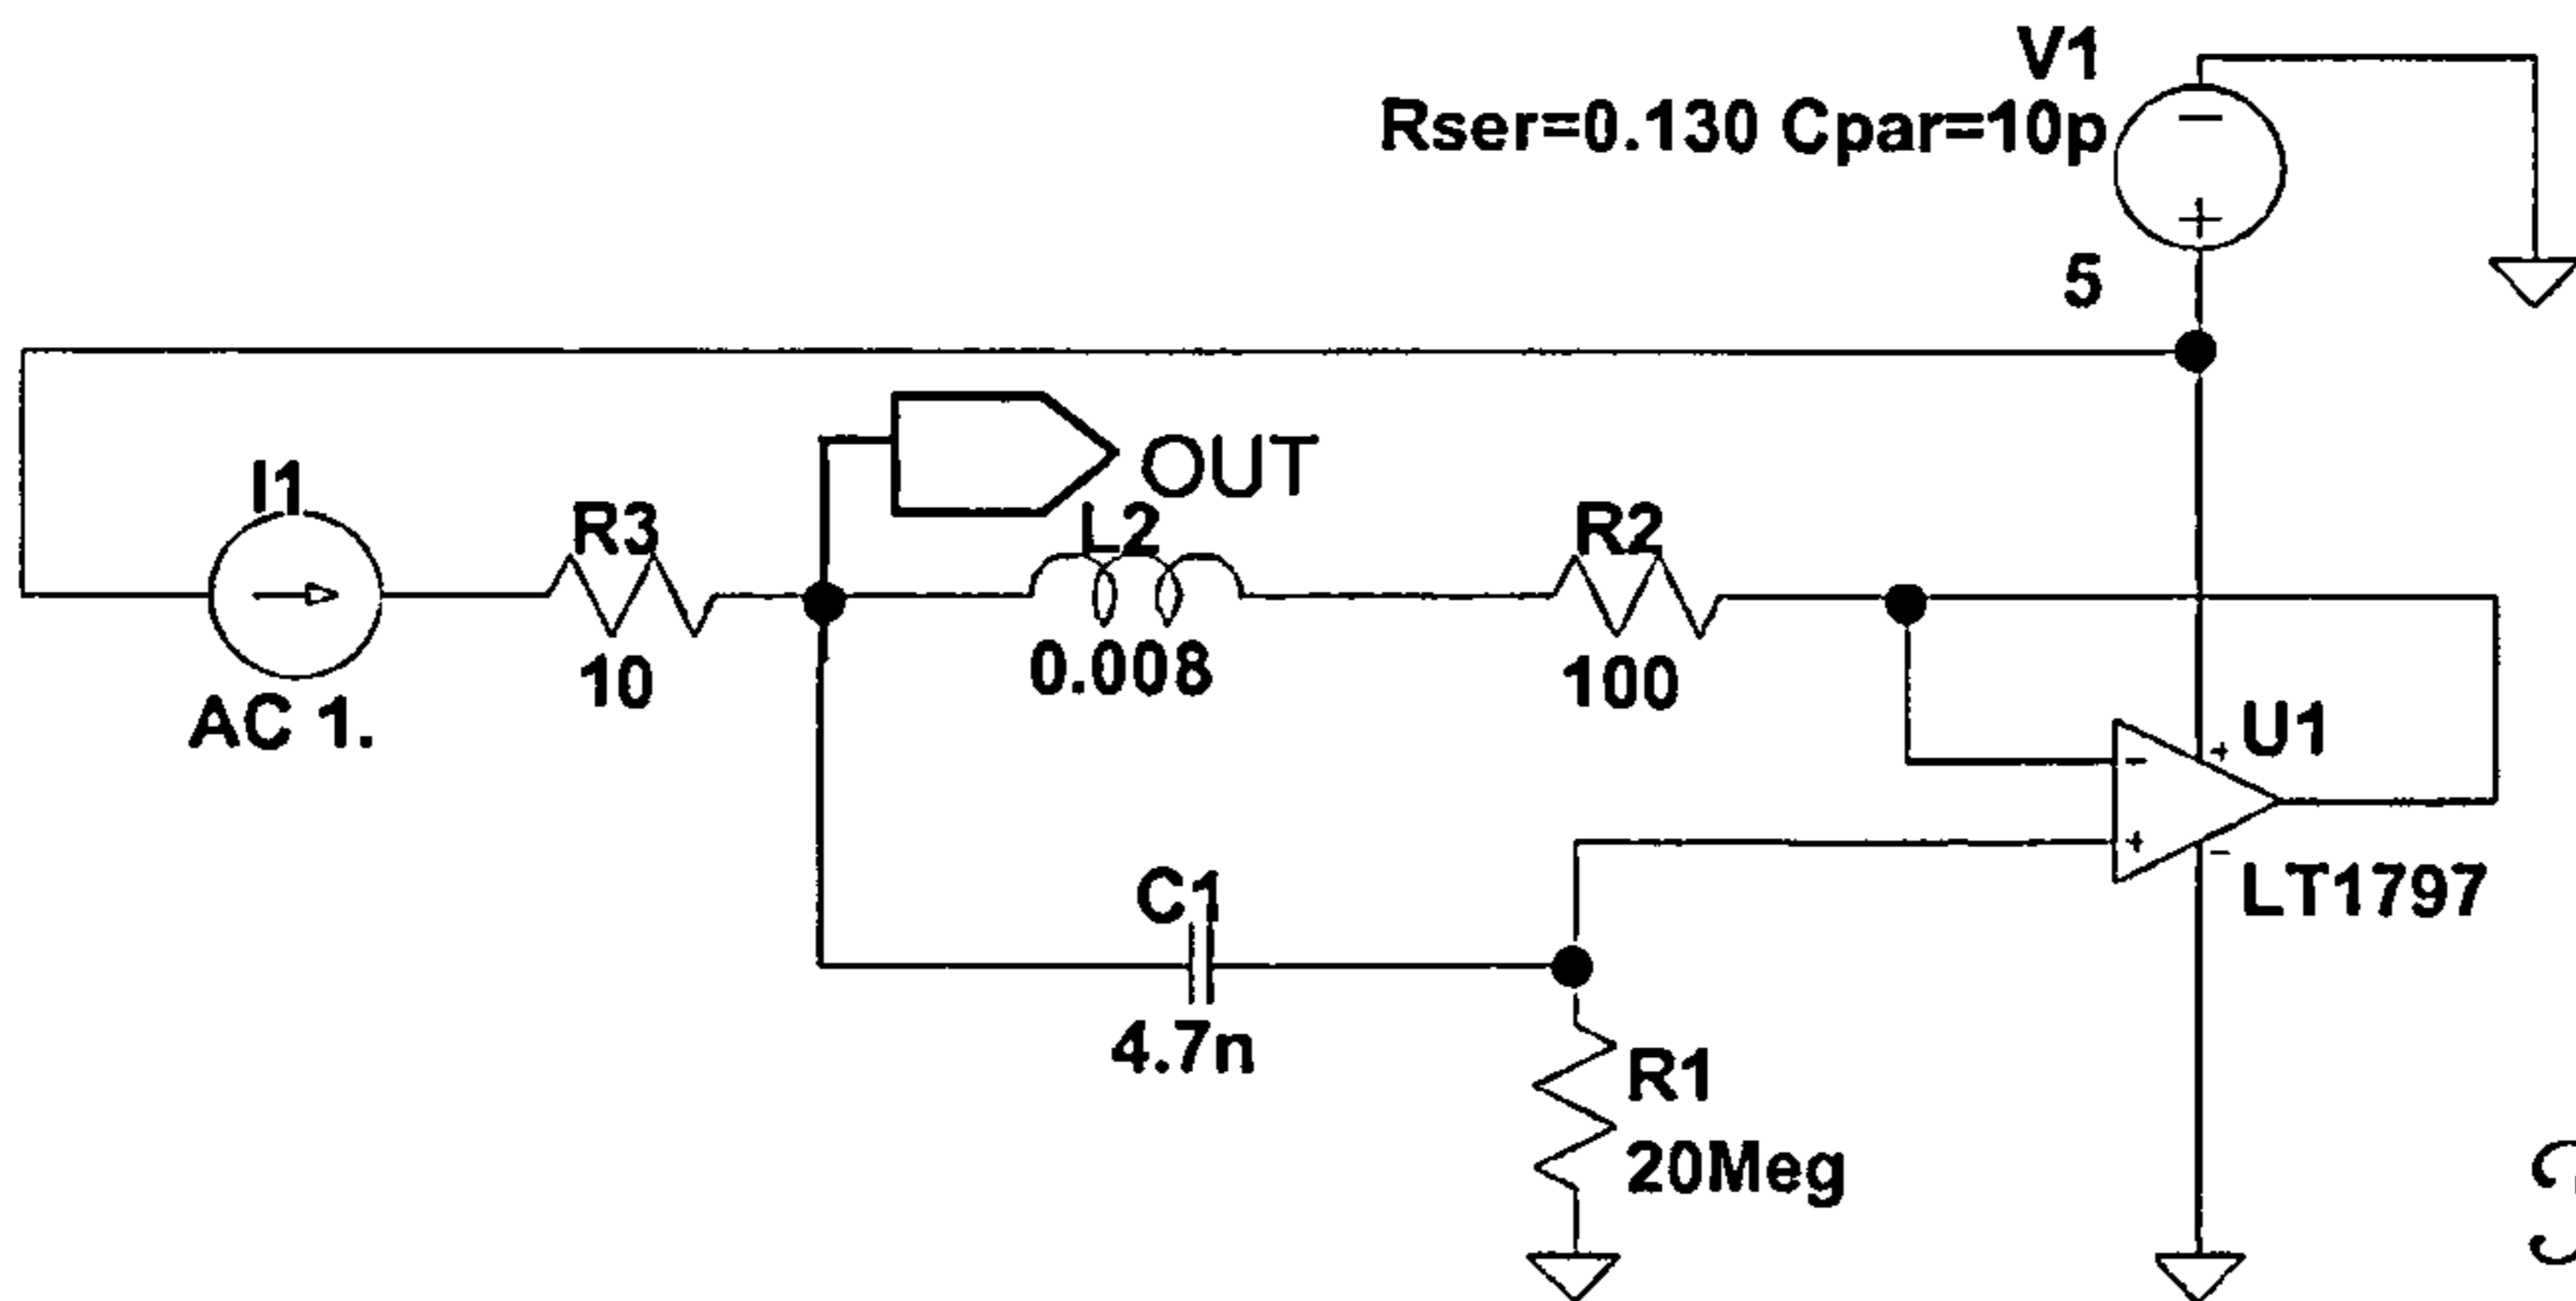 V1
Rser=0.130 Cpar=10p
5
OUT
I1
R3
L2
R2
10
0.008
100
AC 1.
U1
LT1797
C1
4.7n
R1
20Meg